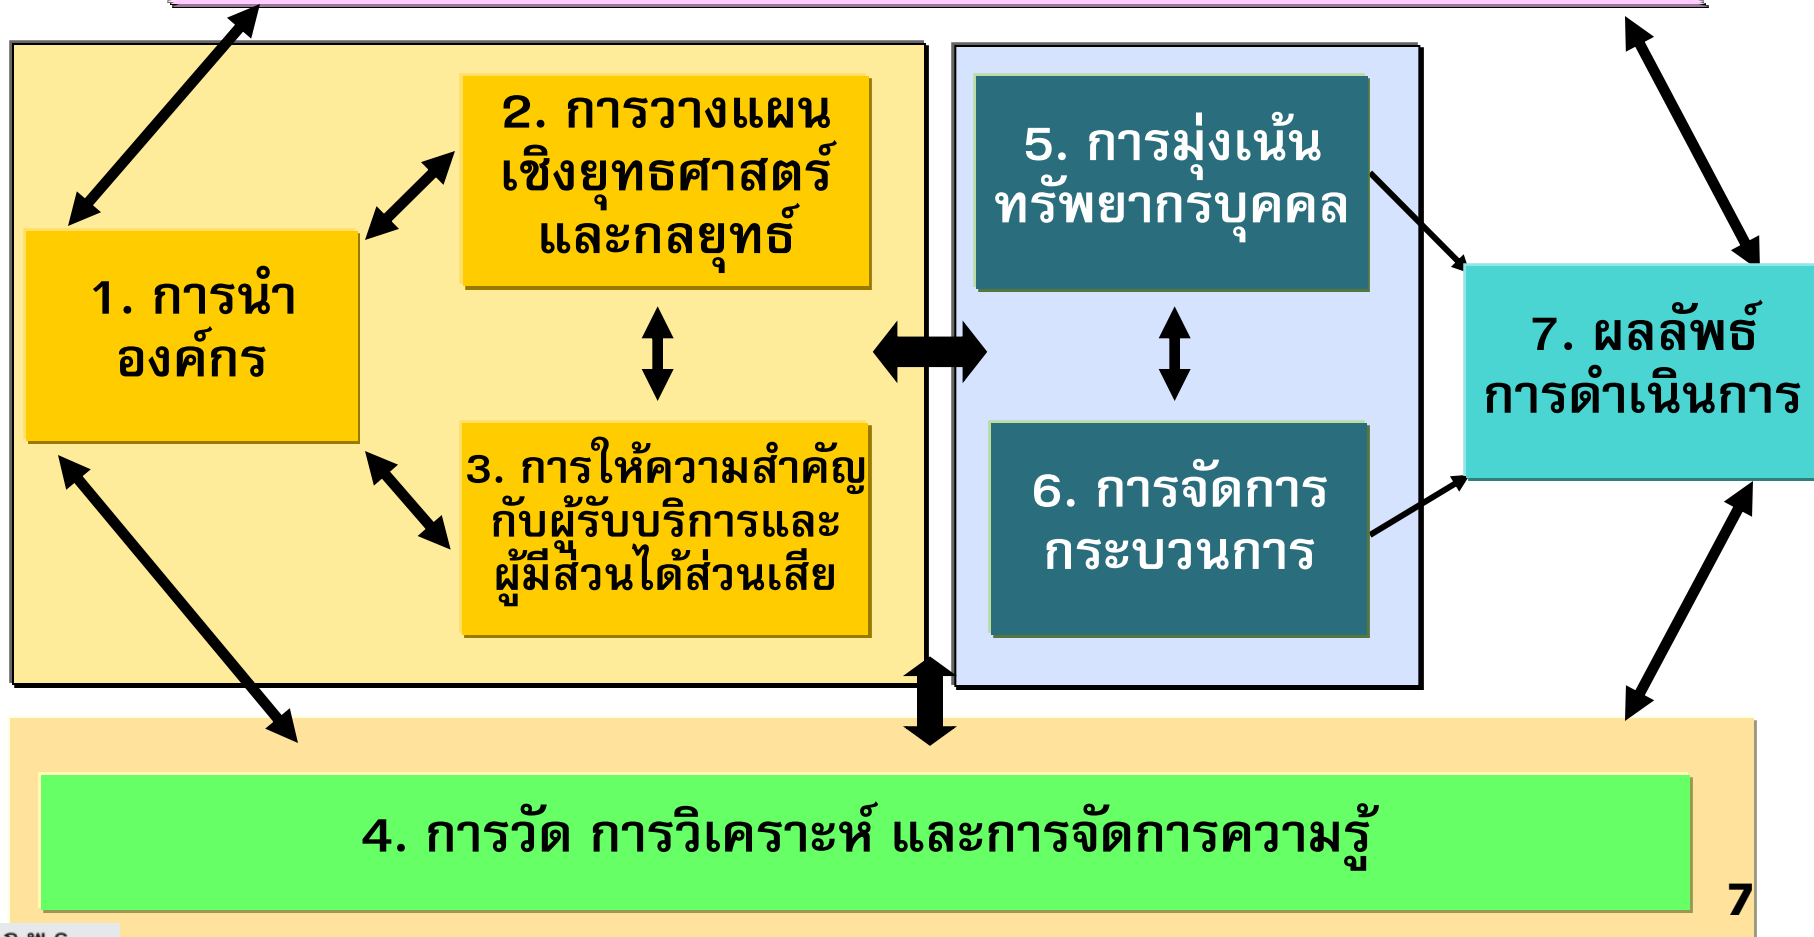 2. การวางแผน
เชิงยุทธศาสตร์
และกลยุทธ์
5. การมุ่งเน้น
ทรัพยากรบุคคล
1. การนำ
องค์กร
7. ผลลัพธ์
การดำเนินการ
3. การให้ความสำคัญ
กับผู้รับบริการและ
ผู้มีส่วนได้ส่วนเสีย
6. การจัดการ
กระบวนการ
4. การวัด การวิเคราะห์ และการจัดการความรู้
7